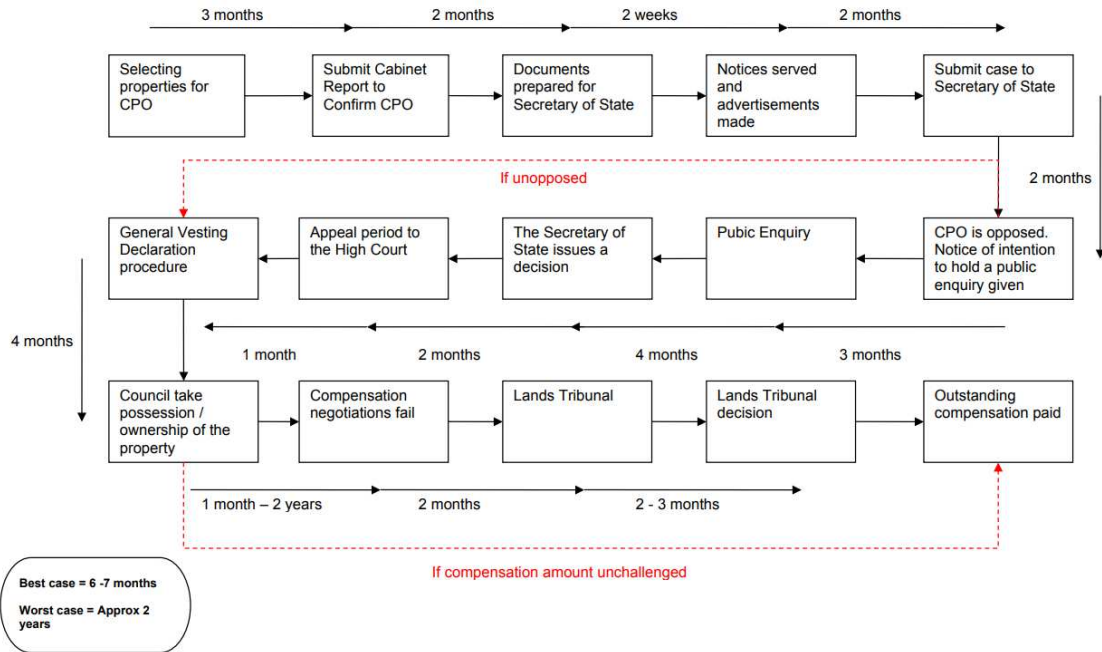 3 months
2 months
2 weeks
2 months
Selecting
properties for
CPO
Submit Cabinet
Report to
Confirm CPO
Documents
prepared for
Secretary of State
Notices served
and
advertisements
made
Submit case to
Secretary of State
If unopposed
2 months
General Vesting
Declaration
procedure
Appeal period to
the High Court
The Secretary of
State issues a
decision
Pubic Enquiry
CPO is opposed.
Notice of intention
to hold a public
enquiry given
4 months
1 month
2 months
4 months
3 months
Council take
possession /
ownership of the
property
Compensation
negotiations fail
Lands Tribunal
Lands Tribunal
decision
Outstanding
compensation paid
1 month – 2 years
2 months
2 - 3 months
If compensation amount unchallenged
Best case = 6 -7 months
Worst case = Approx 2
years